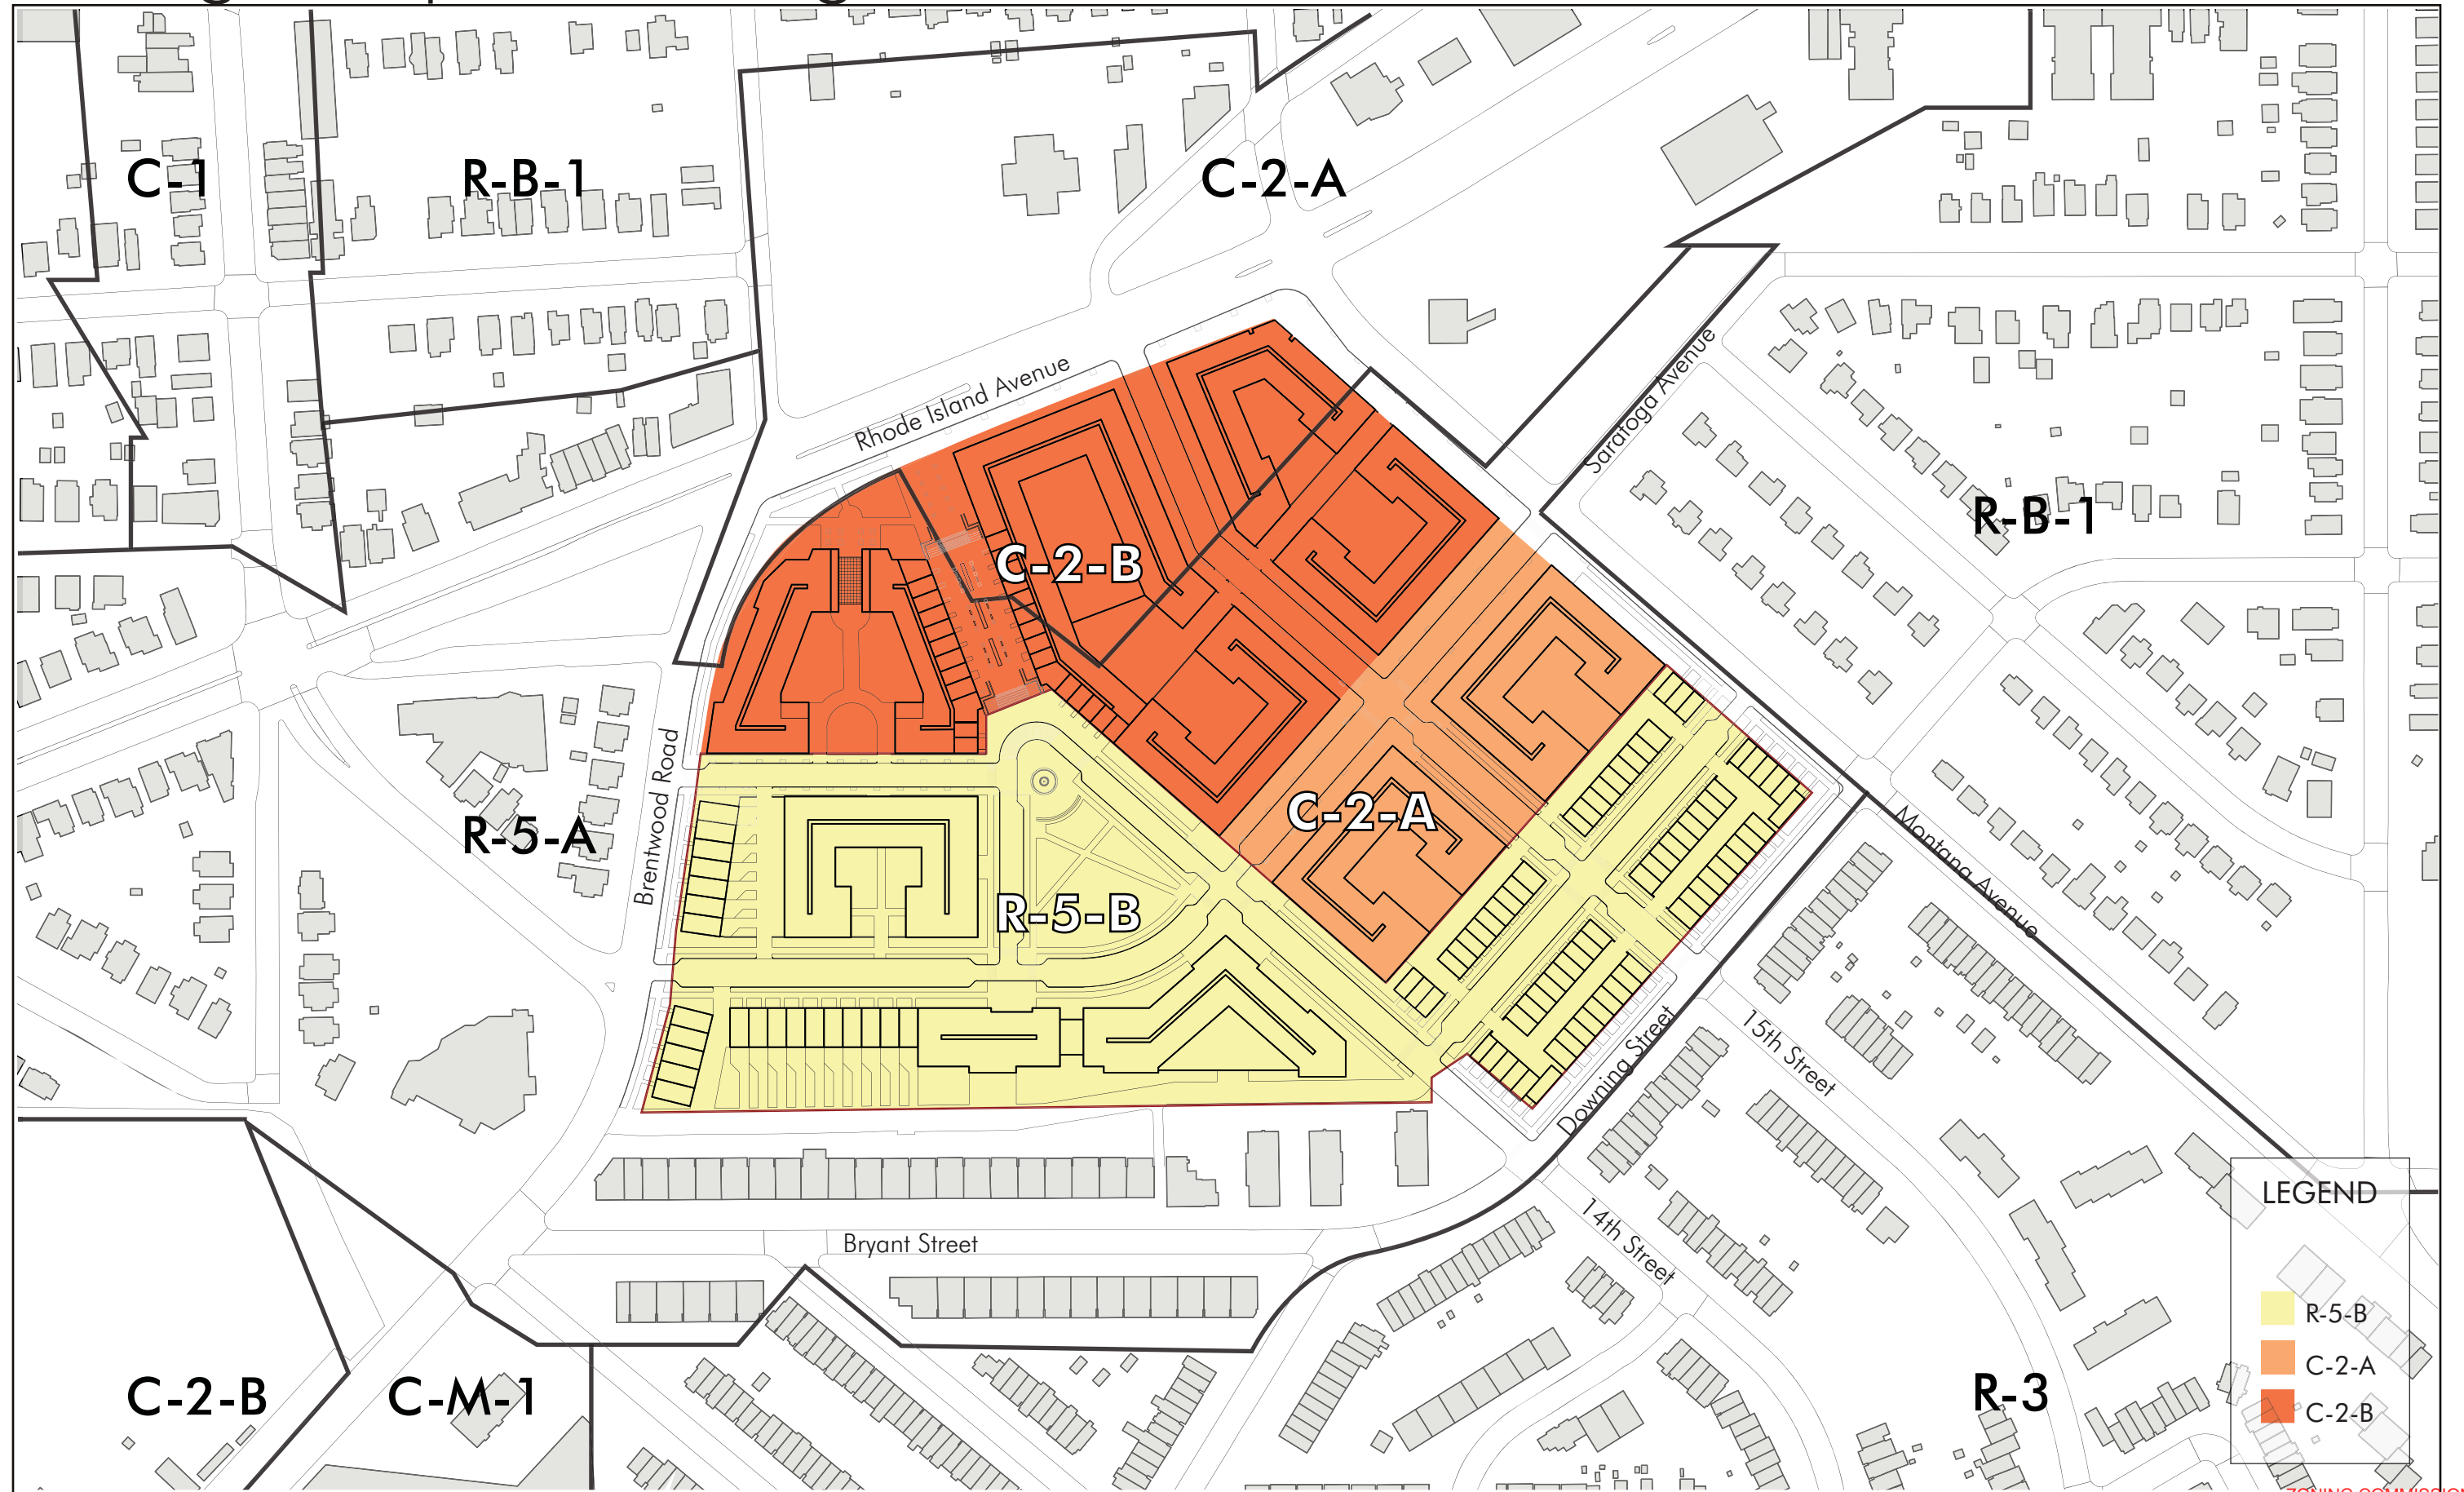 C-1
R-B-1
C-2-A
Rhode Island Avenue
Saratoga Avenue
R-B-1
C-2-B
Brentwood Road
R-5-A
C-2-A
R-5-B
Montana Avenue
15th Street
Downing Street
14th Street
Bryant Street
C-2-B
C-M-1
R-3
LEGEND
R-5-B
C-2-A
C-2-B